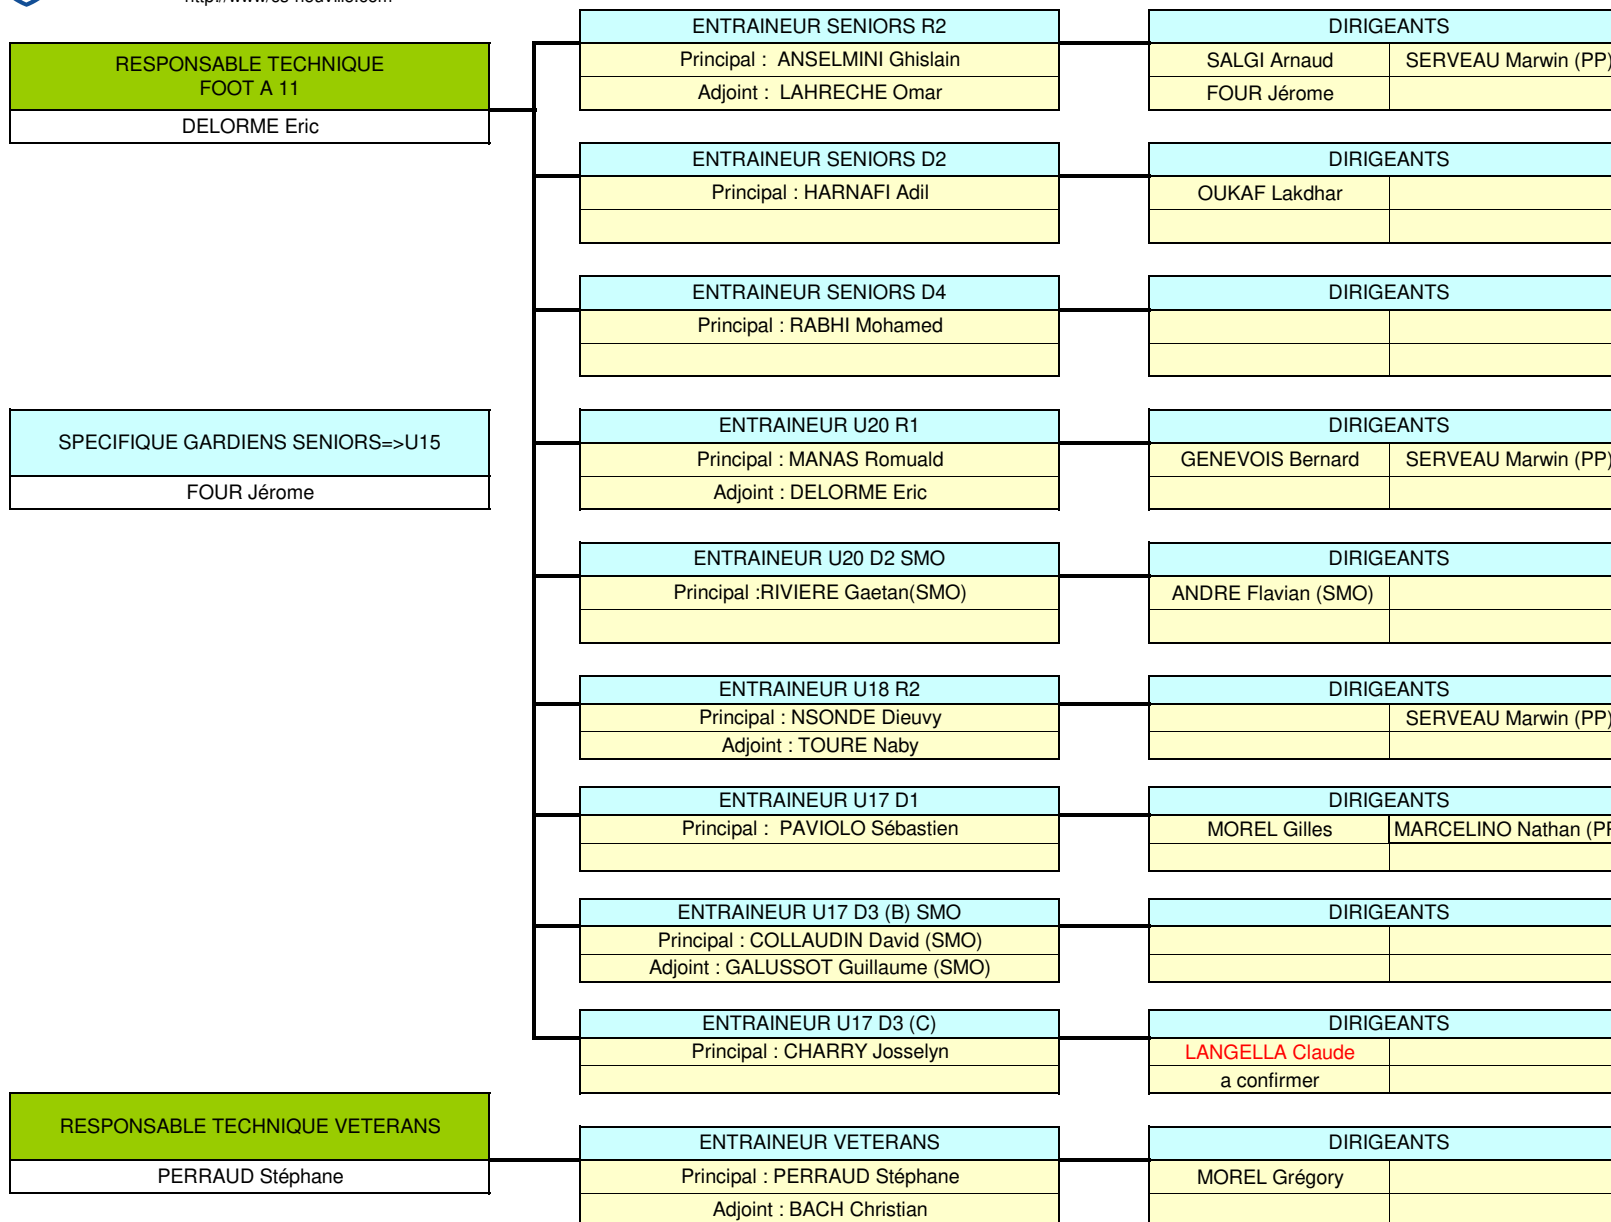 ENTRAINEUR SENIORS R2
DIRIGEANTS
RESPONSABLE TECHNIQUE
FOOT A 11
Principal : ANSELMINI Ghislain
SALGI Arnaud
SERVEAU Marwin (PP)
Adjoint : LAHRECHE Omar
FOUR Jérome
DELORME Eric
ENTRAINEUR SENIORS D2
DIRIGEANTS
Principal : HARNAFI Adil
OUKAF Lakdhar
ENTRAINEUR SENIORS D4
DIRIGEANTS
Principal : RABHI Mohamed
SPECIFIQUE GARDIENS SENIORS=>U15
FOUR Jérome
ENTRAINEUR U20 R1
DIRIGEANTS
Principal : MANAS Romuald
GENEVOIS Bernard
SERVEAU Marwin (PP)
Adjoint : DELORME Eric
ENTRAINEUR U20 D2 SMO
DIRIGEANTS
Principal :RIVIERE Gaetan(SMO)
ANDRE Flavian (SMO)
ENTRAINEUR U18 R2
DIRIGEANTS
Principal : NSONDE Dieuvy
SERVEAU Marwin (PP)
Adjoint : TOURE Naby
ENTRAINEUR U17 D1
DIRIGEANTS
Principal : PAVIOLO Sébastien
MOREL Gilles
MARCELINO Nathan
ENTRAINEUR U17 D3 (B) SMO
DIRIGEANTS
Principal : COLLAUDIN David (SMO)
Adjoint : GALUSSOT Guillaume (SMO)
ENTRAINEUR U17 D3 (C)
DIRIGEANTS
Principal : CHARRY Josselyn
LANGELLA Claude
a confirmer
RESPONSABLE TECHNIQUE VETERANS
PERRAUD Stéphane
ENTRAINEUR VETERANS
DIRIGEANTS
Principal : PERRAUD Stéphane
MOREL Grégory
Adjoint : BACH Christian